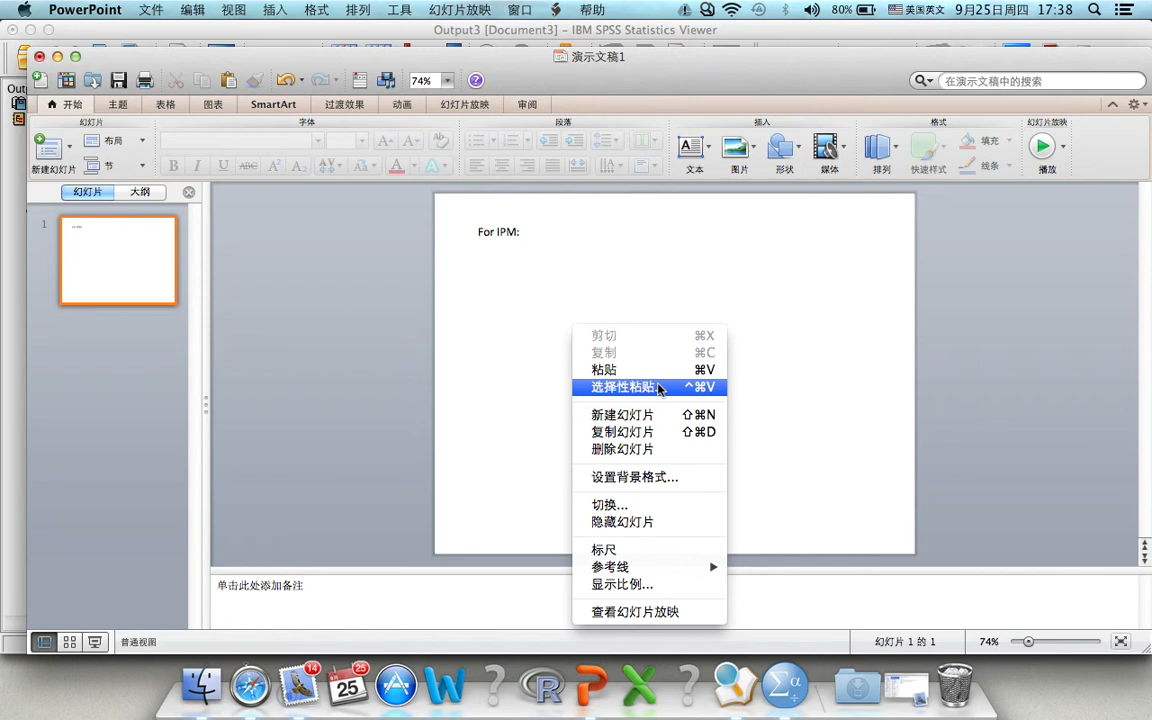 PowerPoint 文件 编辑 视图 插入 格式 排列 工具 幻灯片放映 窗口 帮助 80% 美国英文 9月25日周四 17:38
Output3 [Document3] – IBM SPSS Statistics Viewer
Outp
演示文稿1
74% 在演示文稿中的搜索
开始 主题 表格 图表 SmartArt 过渡效果 动画 幻灯片放映 审阅
幻灯片 字体 段落 插入 格式 幻灯片放映
布局 填充
新建幻灯片 节 文本 图片 形状 媒体 排列 快速样式 线条 播放
B I U ABC A² A₂ AV Aa A A
幻灯片 大纲
1
For IPM:
剪切 ⌘X
复制 ⌘C
粘贴 ⌘V
选择性粘贴... ^⌘V
新建幻灯片 ⇧⌘N
复制幻灯片 ⇧⌘D
删除幻灯片
设置背景格式...
切换...
隐藏幻灯片
标尺
参考线
显示比例...
查看幻灯片放映
单击此处添加备注
普通视图 幻灯片 1 的 1 74%
14
25
25